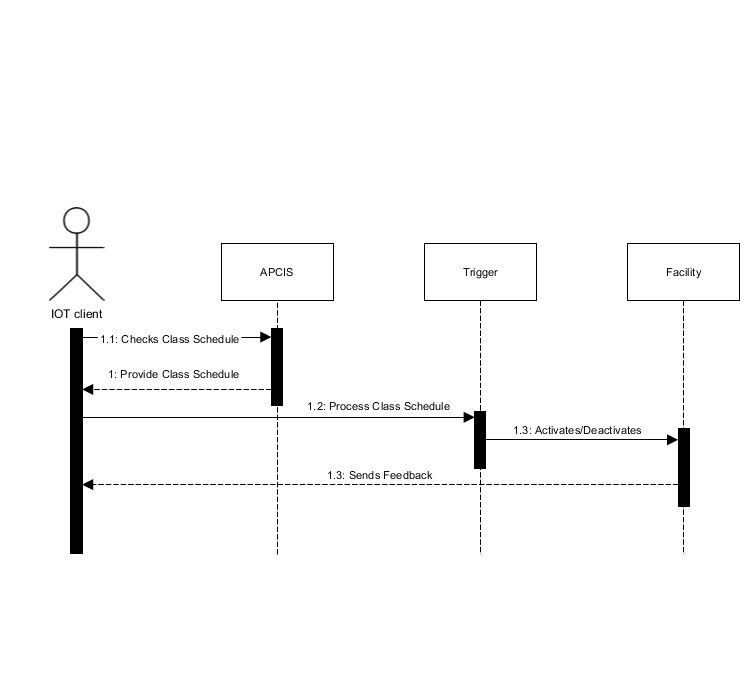 APCIS
Trigger
Facility
IOT client
1.1: Checks Class Schedule
1: Provide Class Schedule
1.2: Process Class Schedule
1.3: Activates/Deactivates
1.3: Sends Feedback